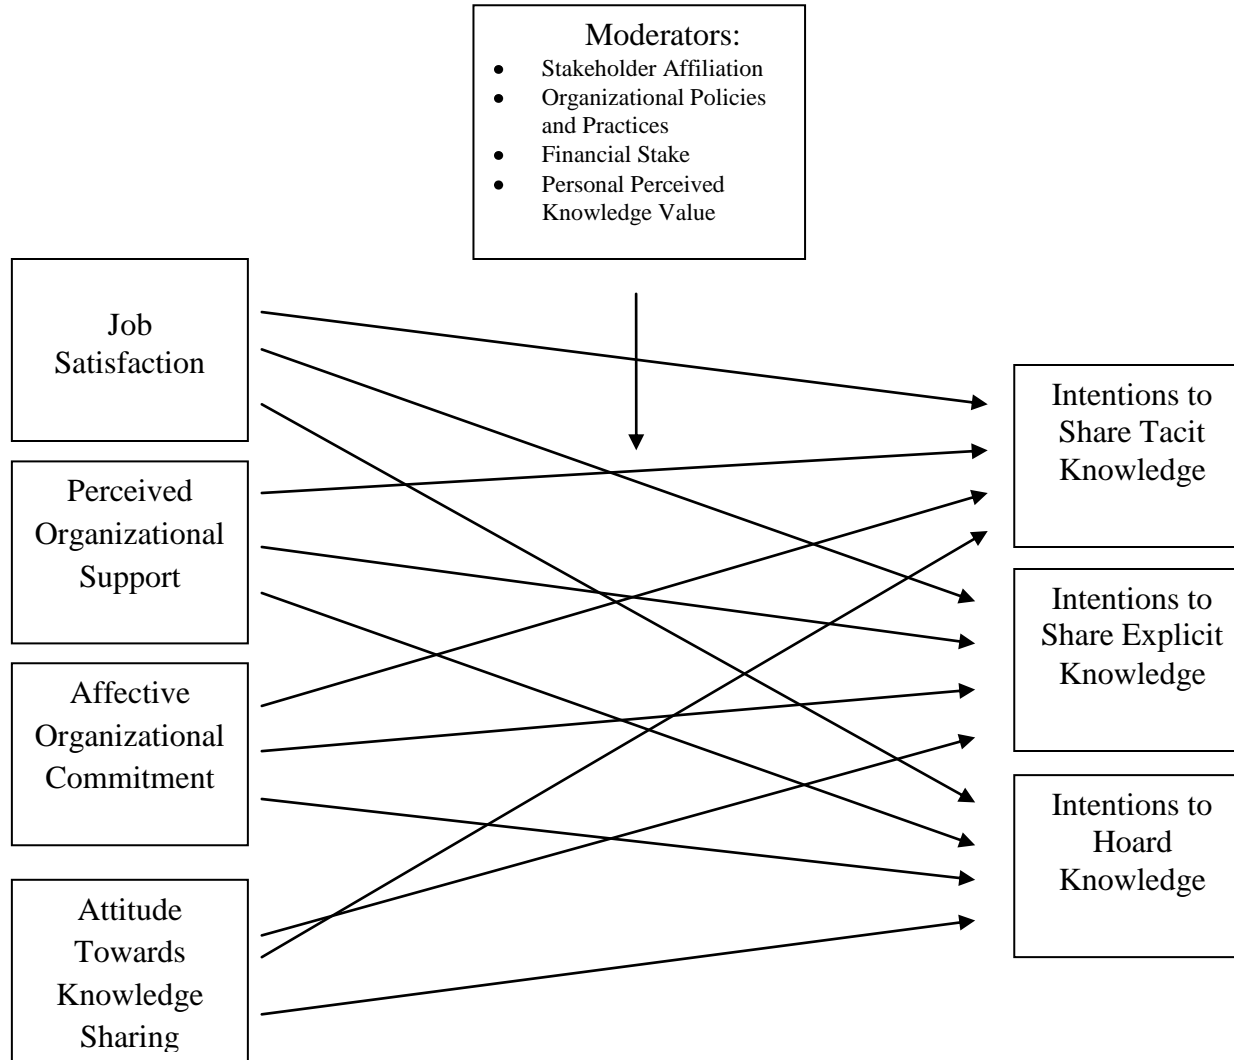 Moderators:
• Stakeholder Affiliation
• Organizational Policies
and Practices
• Financial Stake
• Personal Perceived
Knowledge Value
Job
Satisfaction
Perceived
Organizational
Support
Affective
Organizational
Commitment
Attitude
Towards
Knowledge
Sharing
Intentions to
Share Tacit
Knowledge
Intentions to
Share Explicit
Knowledge
Intentions to
Hoard
Knowledge